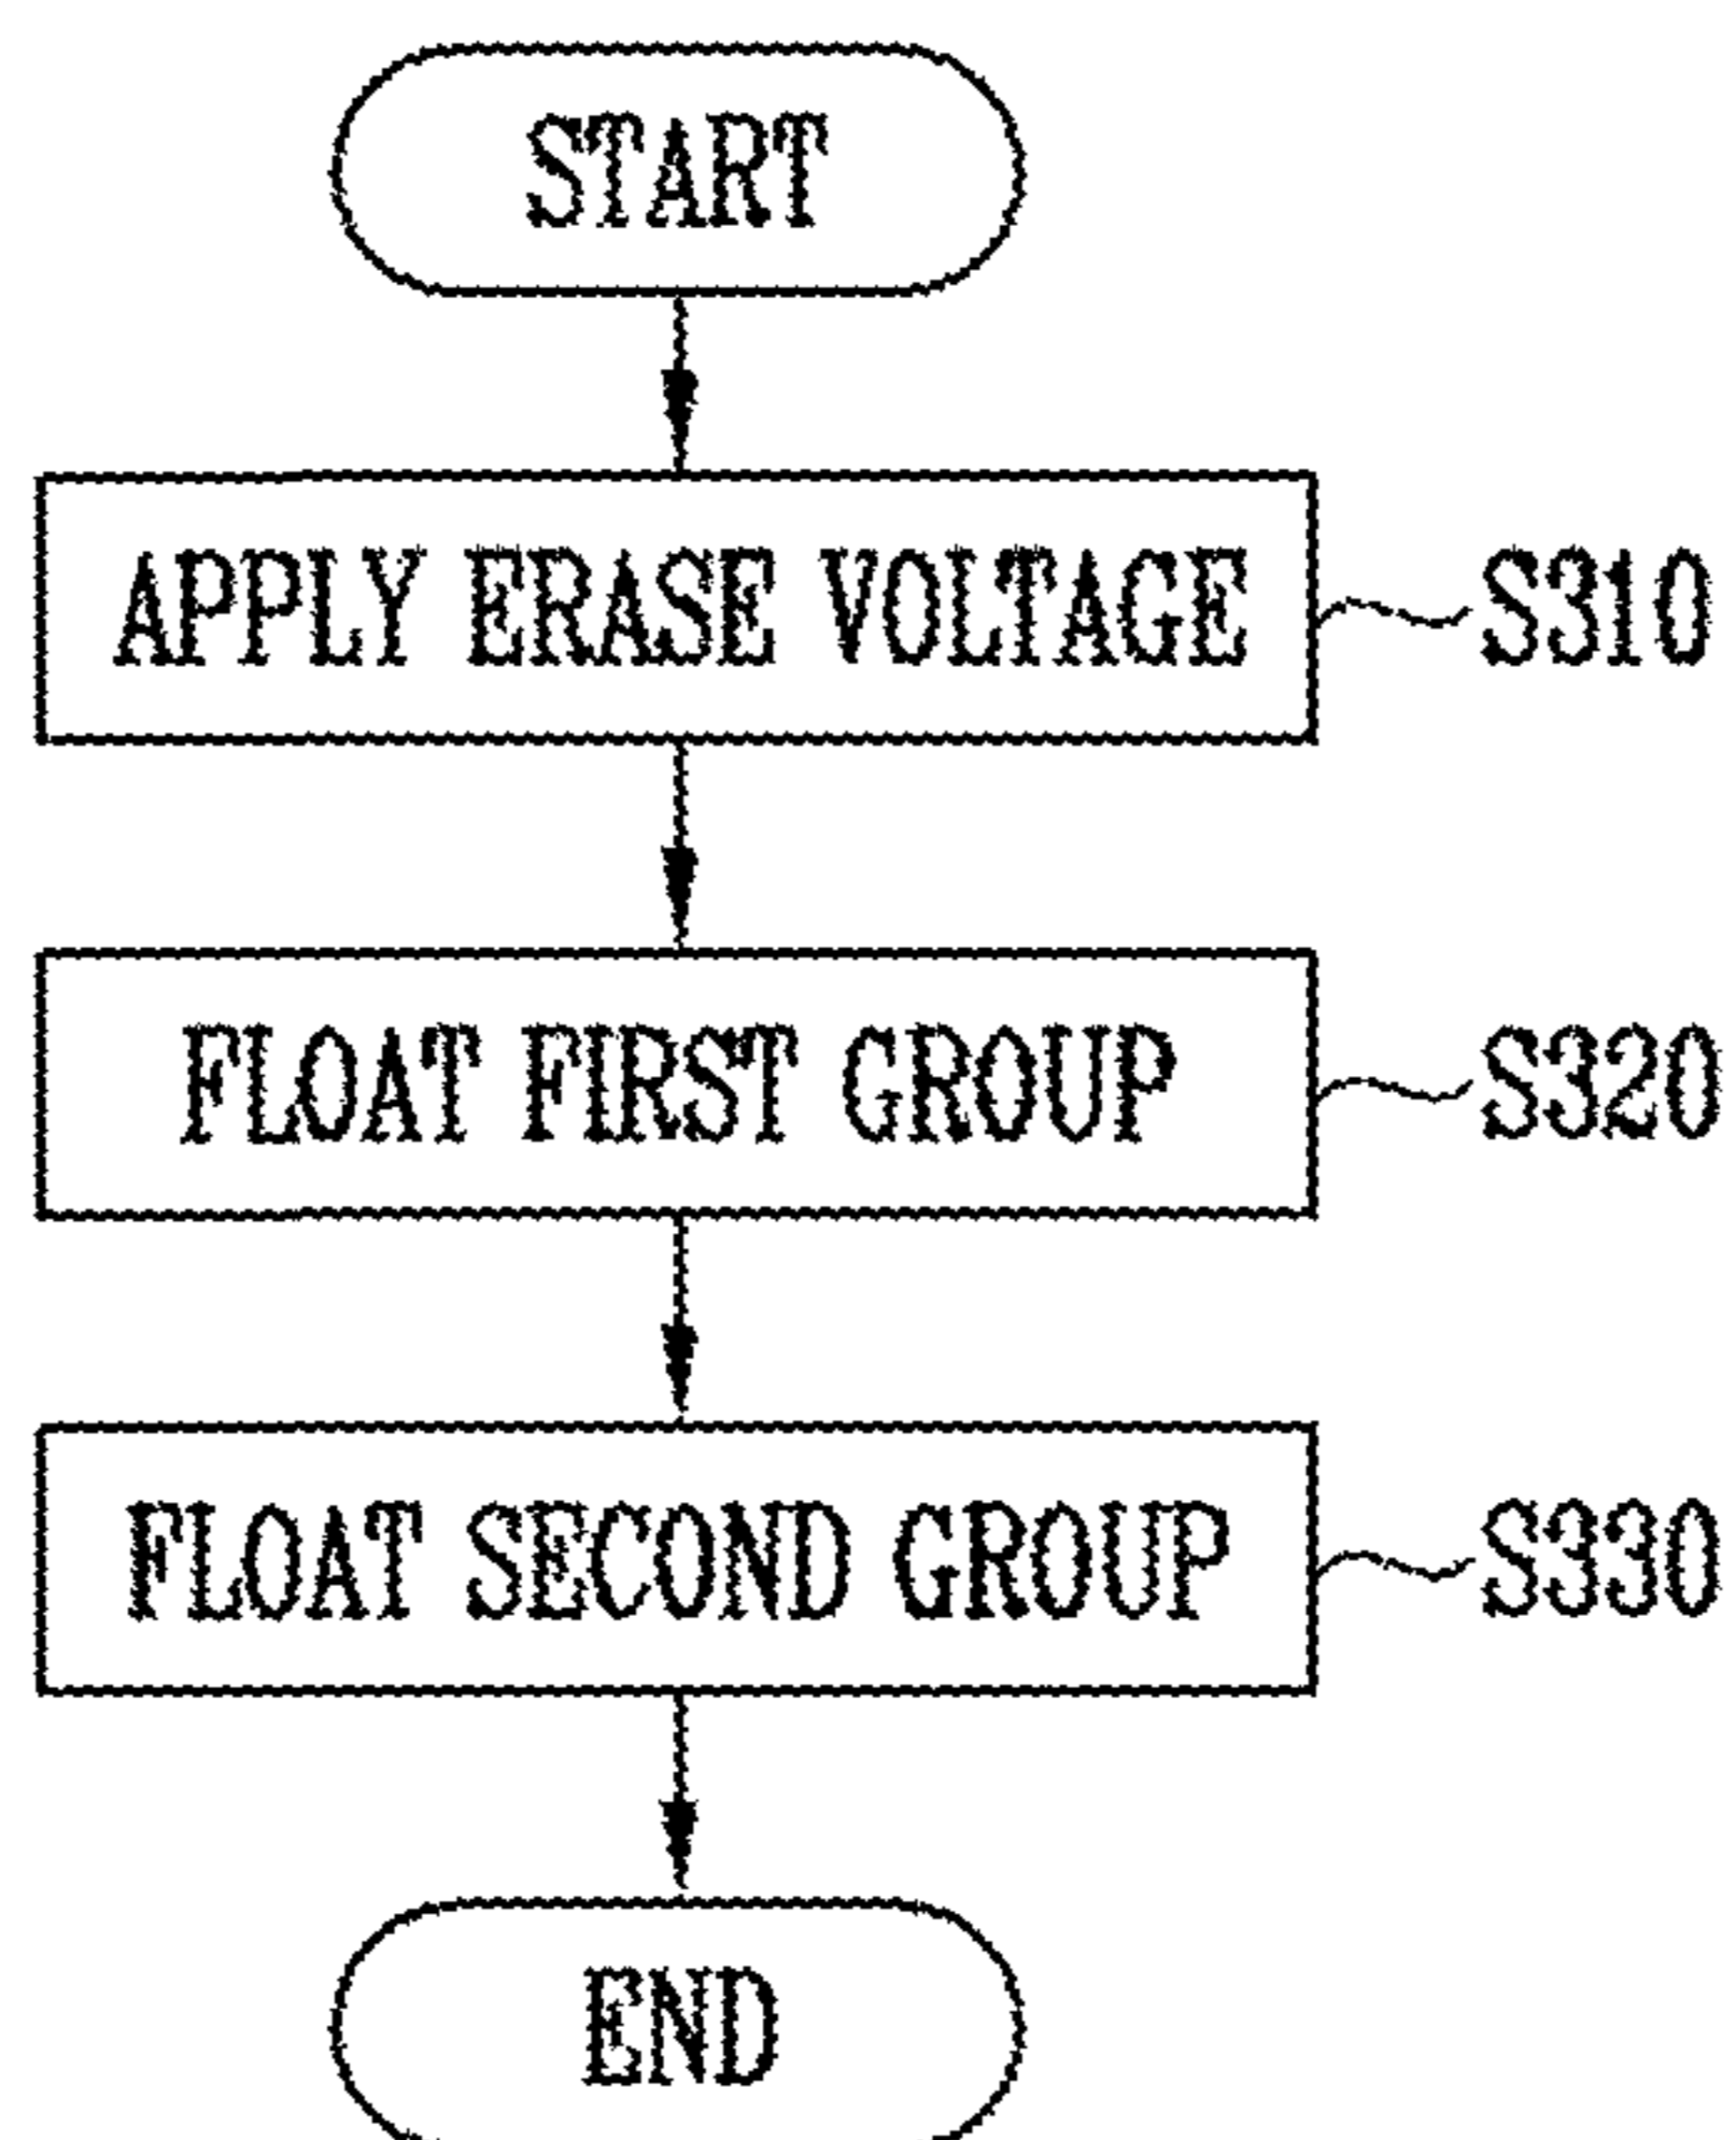 START
APPLY ERASE VOLTAGE S310
FLOAT FIRST GROUP S320
FLOAT SECOND GROUP S330
END